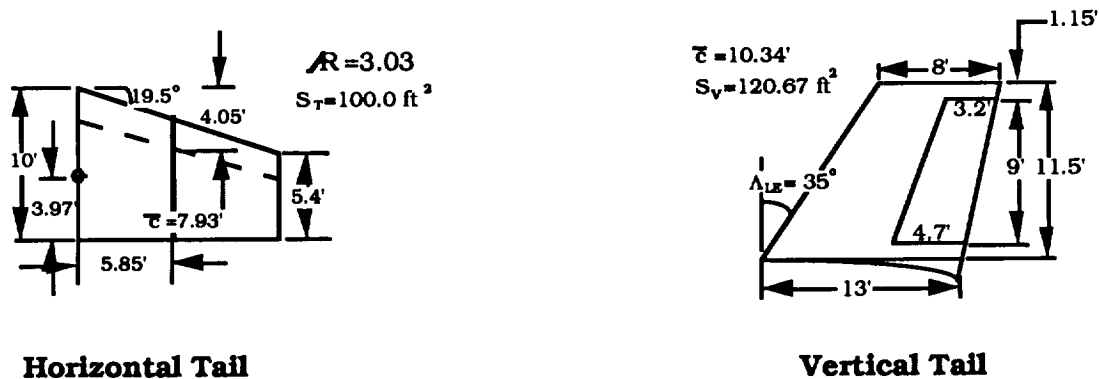 1.15'
c̄ =10.34'
S_V=120.67 ft²
8'
Æ =3.03
S_T=100.0 ft²
19.5°
4.05'
3.2'
10'
9'
11.5'
Λ_LE= 35°
5.4'
3.97'
c̄ =7.93'
4.7'
5.85'
13'
Horizontal Tail
Vertical Tail